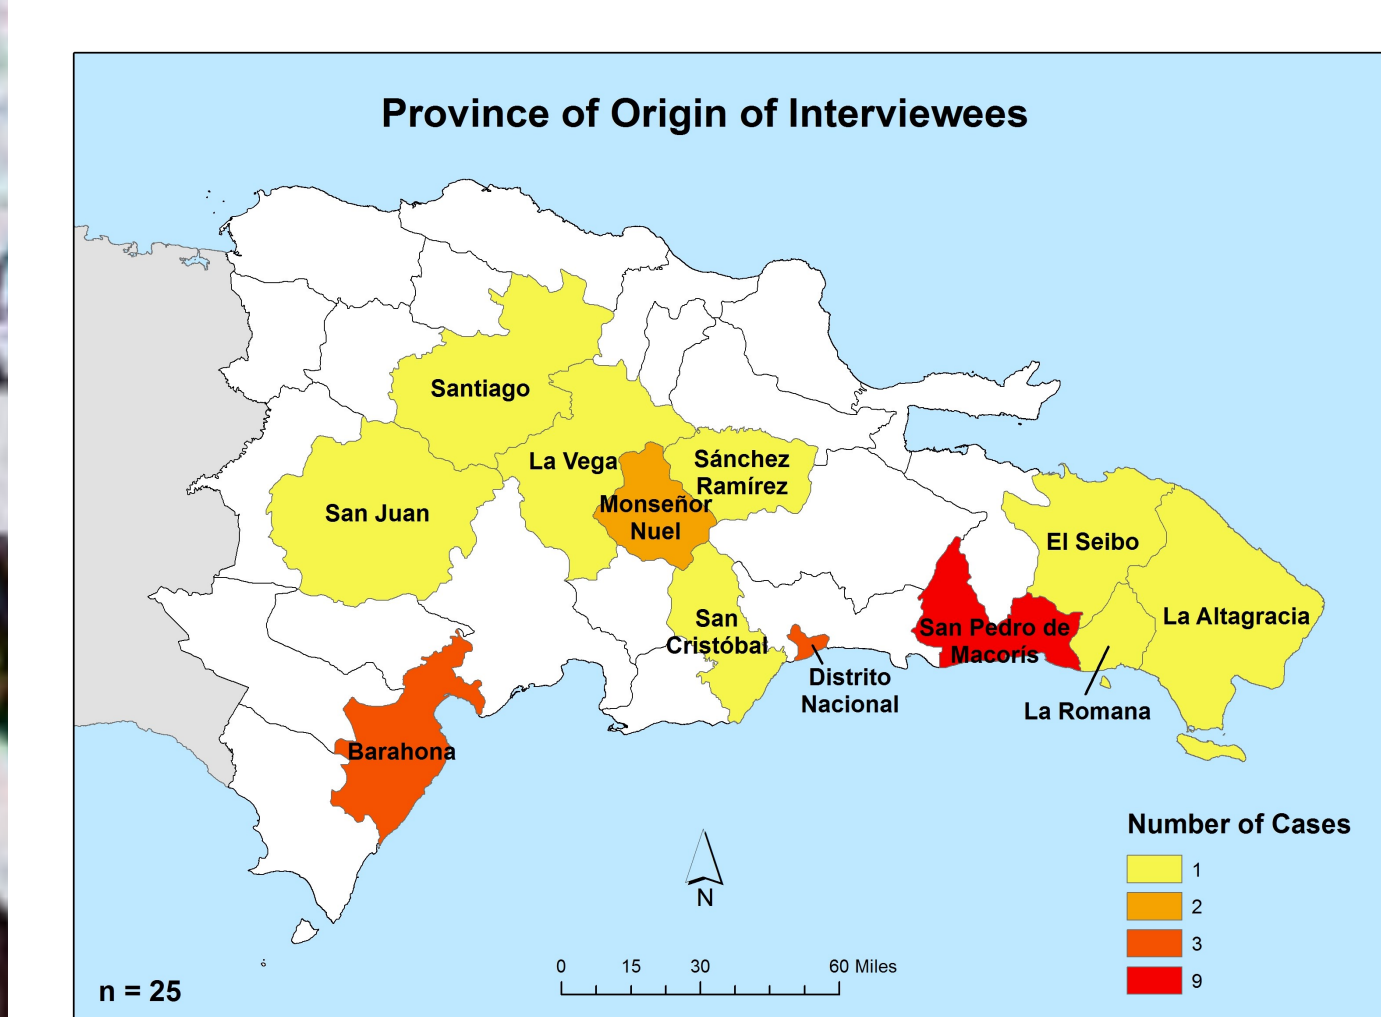 Province of Origin of Interviewees
Santiago
La Vega
Sánchez
Ramírez
Monseñor
Nuel
San Juan
El Seibo
La Altagracia
San
Cristóbal
San Pedro de
Macorís
Distrito
Nacional
La Romana
Barahona
Number of Cases
1
2
3
9
N
0 15 30 60 Miles
n = 25